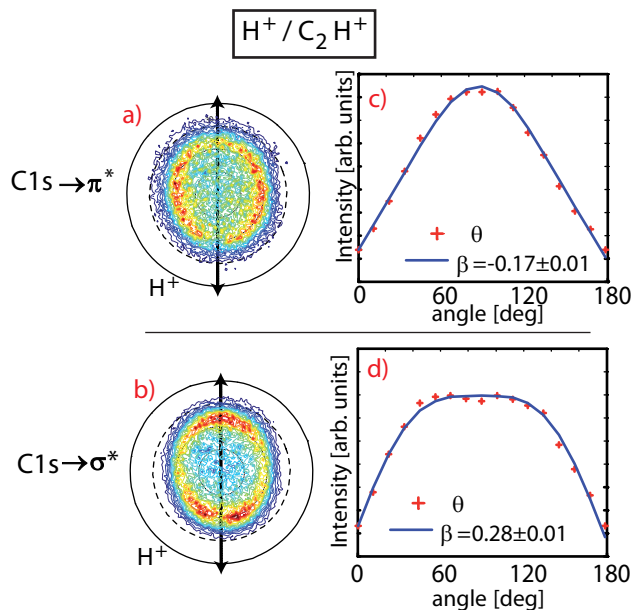 H⁺ / C₂ H⁺
a)
C1s→π*
H⁺
c)
Intensity [arb. units]
θ
β=-0.17±0.01
0 60 120 180
angle [deg]
b)
C1s→σ*
H⁺
d)
Intensity [arb. units]
θ
β=0.28±0.01
0 60 120 180
angle [deg]